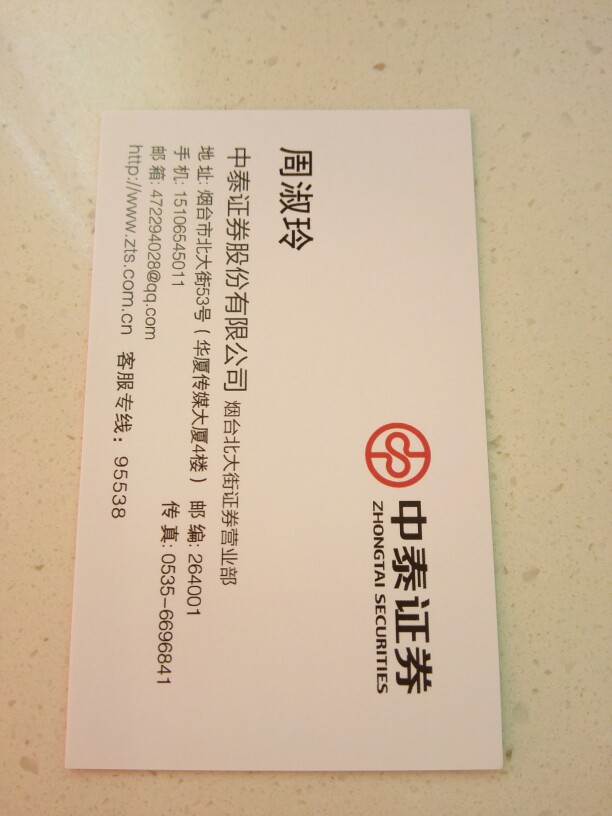 中泰证券
ZHONGTAI SECURITIES
周淑玲
中泰证券股份有限公司 烟台北大街证券营业部
地 址: 烟台市北大街53号（华厦传媒大厦4楼） 邮 编: 264001
手 机: 15106545011 传 真: 0535-6696841
邮 箱: 472294028@qq.com
http://www.zts.com.cn 客服专线：95538